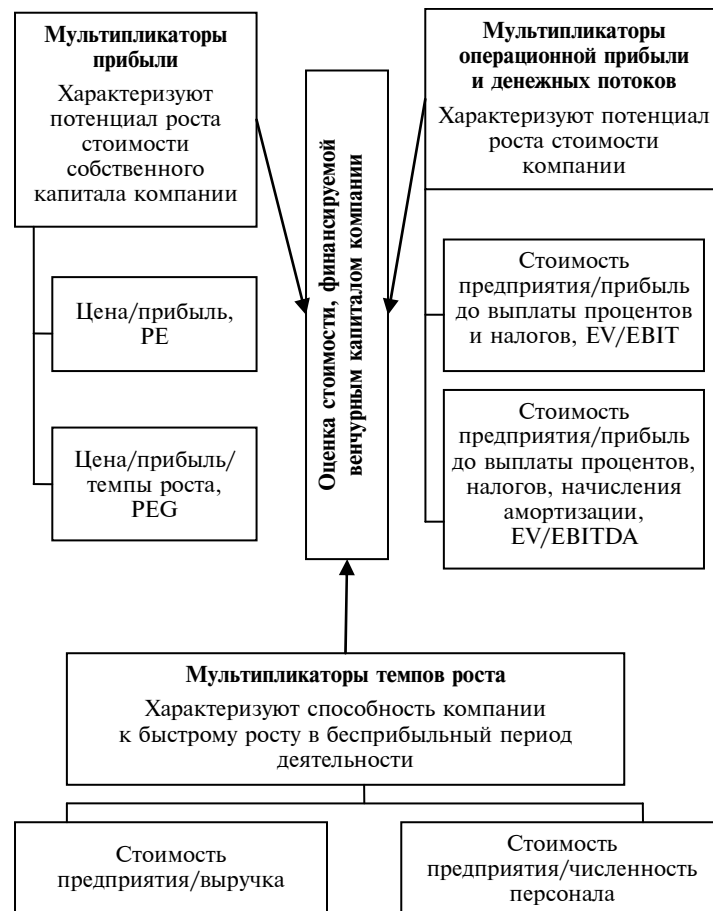 Мультипликаторы
прибыли
Характеризуют
потенциал роста
стоимости
собственного
капитала компании
Цена/прибыль,
PE
Цена/прибыль/
темпы роста,
PEG
Оценка стоимости, финансируемой
венчурным капиталом компании
Мультипликаторы
операционной прибыли
и денежных потоков
Характеризуют потенциал
роста стоимости
компании
Стоимость
предприятия/прибыль
до выплаты процентов
и налогов, EV/EBIT
Стоимость
предприятия/прибыль
до выплаты процентов,
налогов, начисления
амортизации,
EV/EBITDA
Мультипликаторы темпов роста
Характеризуют способность компании
к быстрому росту в бесприбыльный период
деятельности
Стоимость
предприятия/выручка
Стоимость
предприятия/численность
персонала